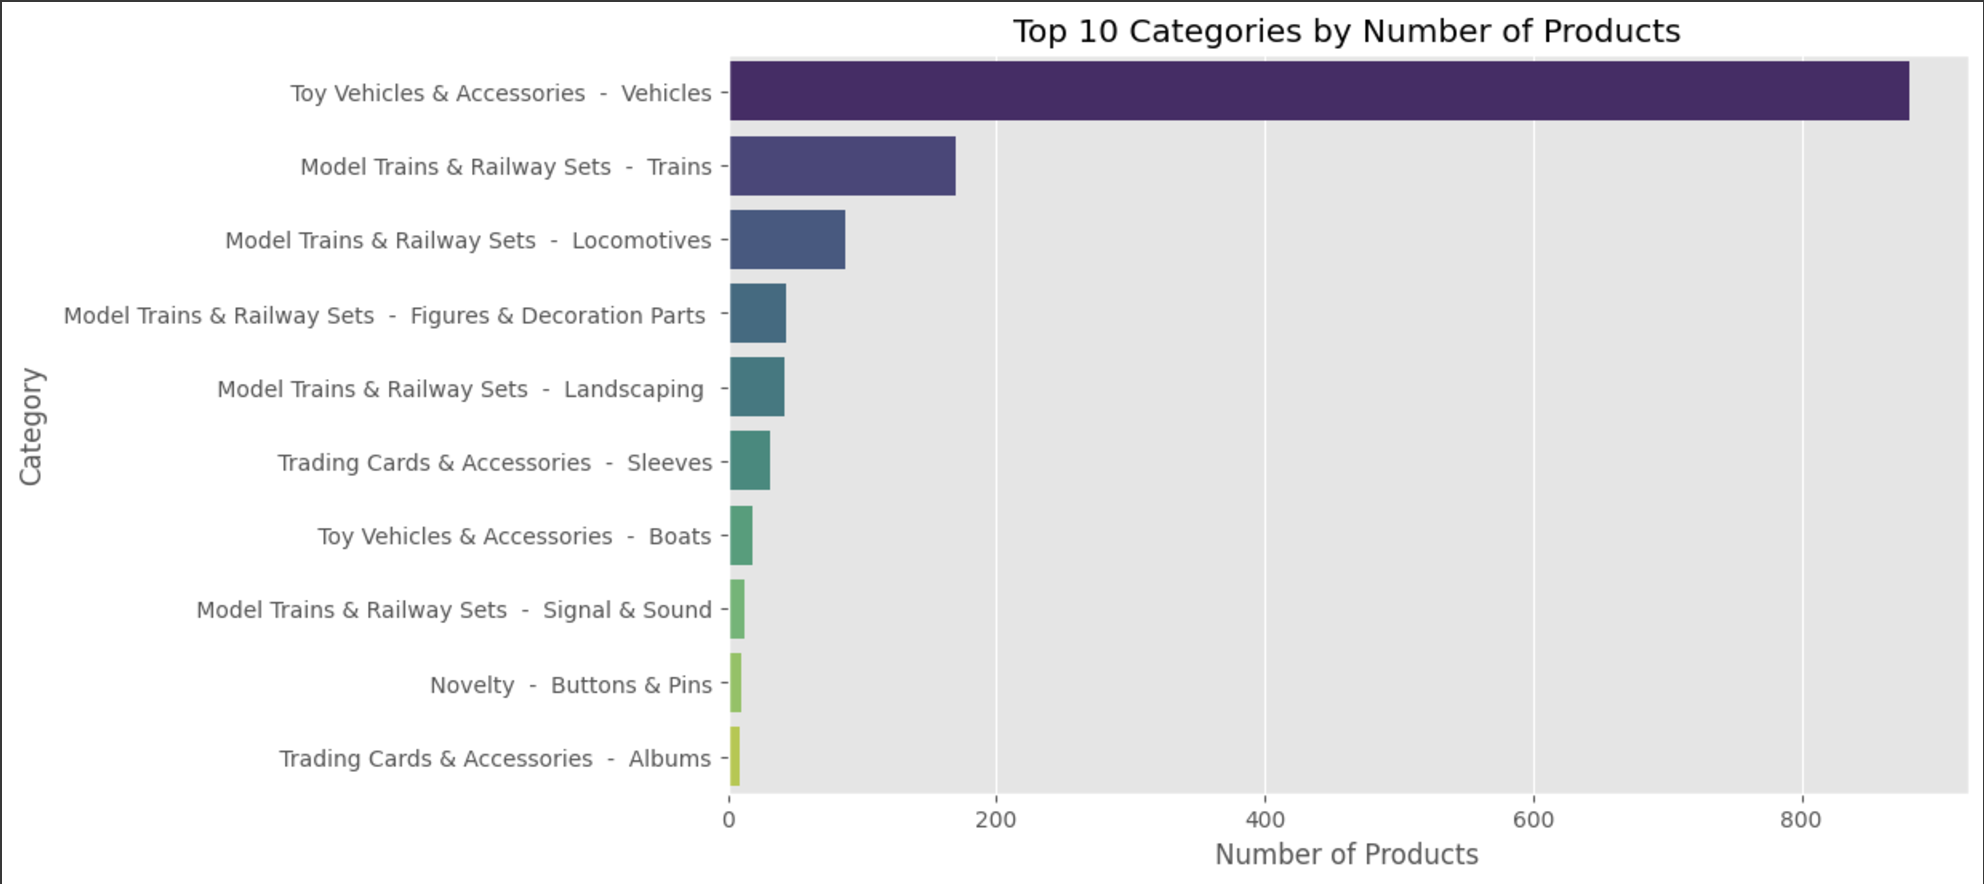 Top 10 Categories by Number of Products
Toy Vehicles & Accessories - Vehicles
Model Trains & Railway Sets - Trains
Model Trains & Railway Sets - Locomotives
Model Trains & Railway Sets - Figures & Decoration Parts
Model Trains & Railway Sets - Landscaping
Trading Cards & Accessories - Sleeves
Toy Vehicles & Accessories - Boats
Model Trains & Railway Sets - Signal & Sound
Novelty - Buttons & Pins
Trading Cards & Accessories - Albums
Category
0 200 400 600 800
Number of Products